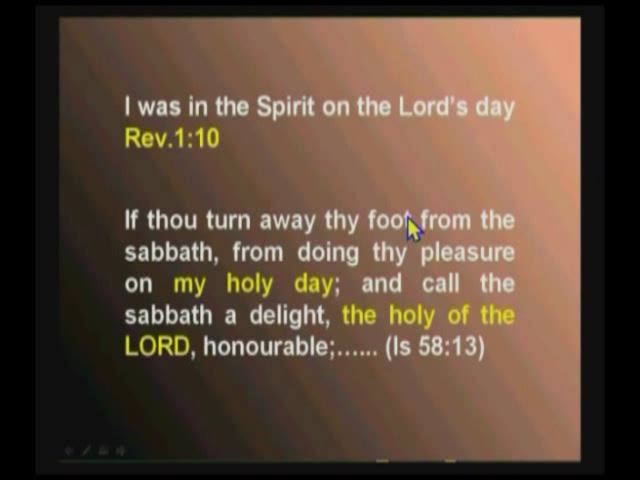 I was in the Spirit on the Lord's day
Rev.1:10
If thou turn away thy foot from the
sabbath, from doing thy pleasure
on my holy day; and call the
sabbath a delight, the holy of the
LORD, honourable;...... (Is 58:13)